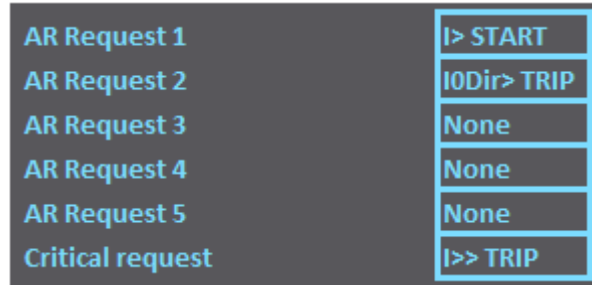 AR Request 1 I> START
AR Request 2 I0Dir> TRIP
AR Request 3 None
AR Request 4 None
AR Request 5 None
Critical request I>> TRIP